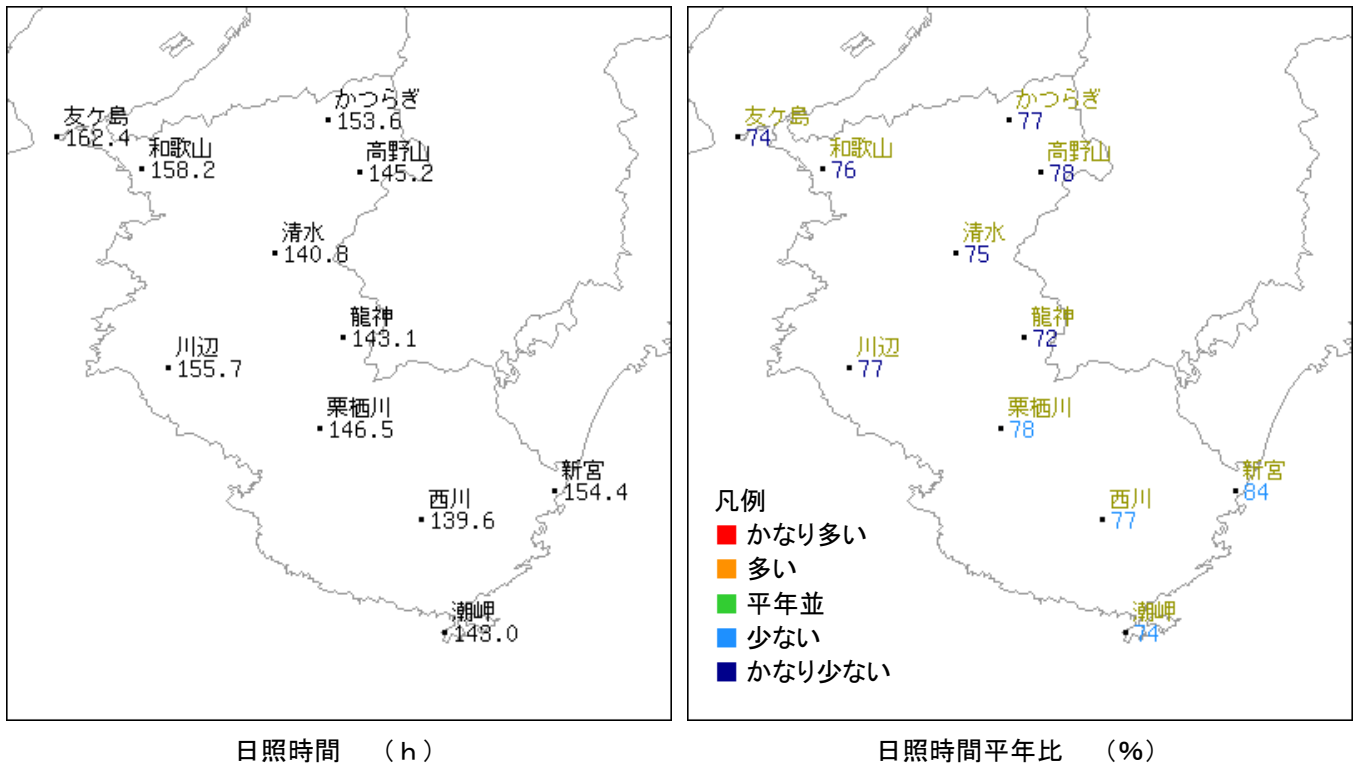 友ケ島
162.4
和歌山
158.2
かつらぎ
153.6
高野山
145.2
清水
140.8
龍神
143.1
川辺
155.7
栗栖川
146.5
新宮
154.4
西川
139.6
潮岬
143.0
日照時間 （ｈ）
友ケ島
74
和歌山
76
かつらぎ
77
高野山
78
清水
75
龍神
72
川辺
77
栗栖川
78
新宮
84
西川
77
潮岬
74
凡例
かなり多い
多い
平年並
少ない
かなり少ない
日照時間平年比 （%）